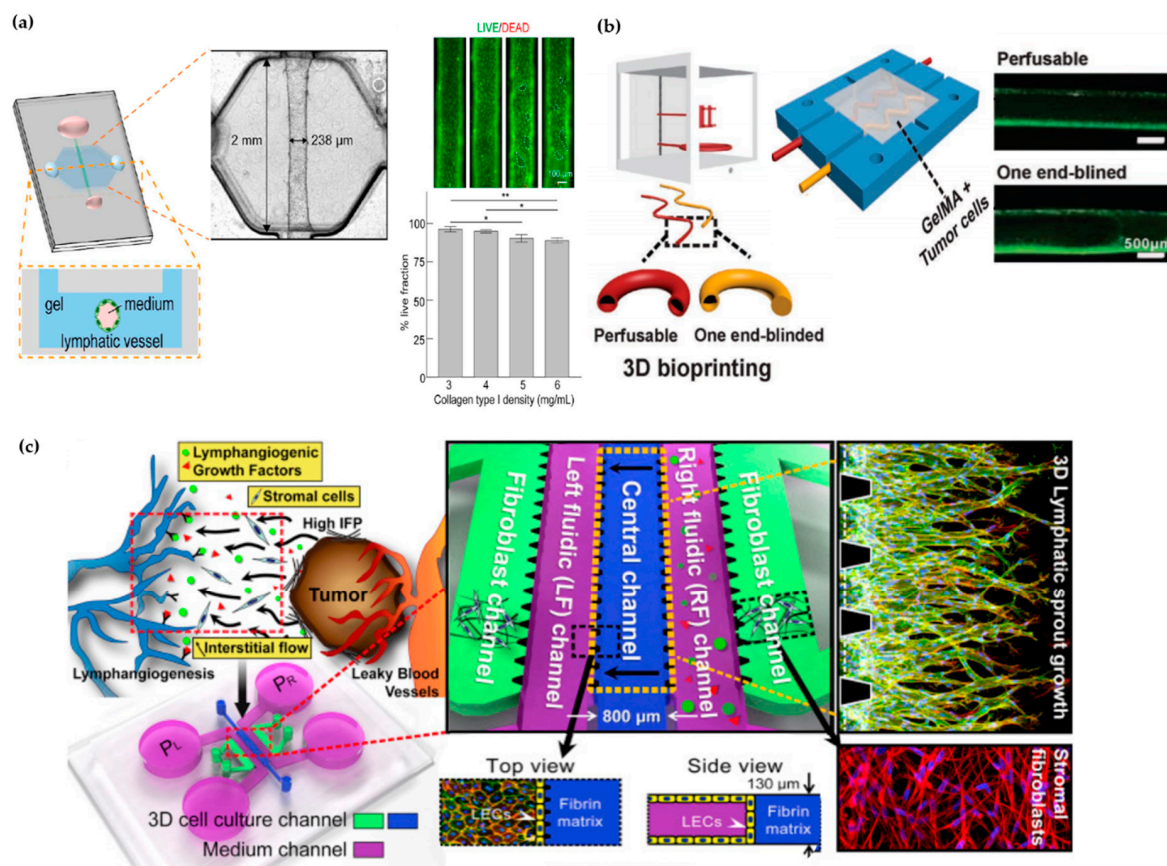 (a)
2 mm
238 µm
LIVE/DEAD
100 µm
**
*
*
% live fraction
100
75
50
25
0
3 4 5 6
Collagen type I density (mg/mL)
gel
medium
lymphatic vessel
(b)
Perfusable
One end-blinded
3D bioprinting
GelMA +
Tumor cells
Perfusable
One end-blined
500µm
(c)
Lymphangiogenic
Growth Factors
Stromal cells
High IFP
Tumor
Interstitial flow
Lymphangiogenesis
Leaky Blood
Vessels
PR
PL
3D cell culture channel
Medium channel
Fibroblast channel
Left fluidic (LF) channel
Central channel
Right fluidic (RF) channel
Fibroblast channel
800 µm
Top view
LECs
Fibrin
matrix
Side view
130 µm
LECs
Fibrin
matrix
3D Lymphatic sprout growth
Stromal
fibroblasts